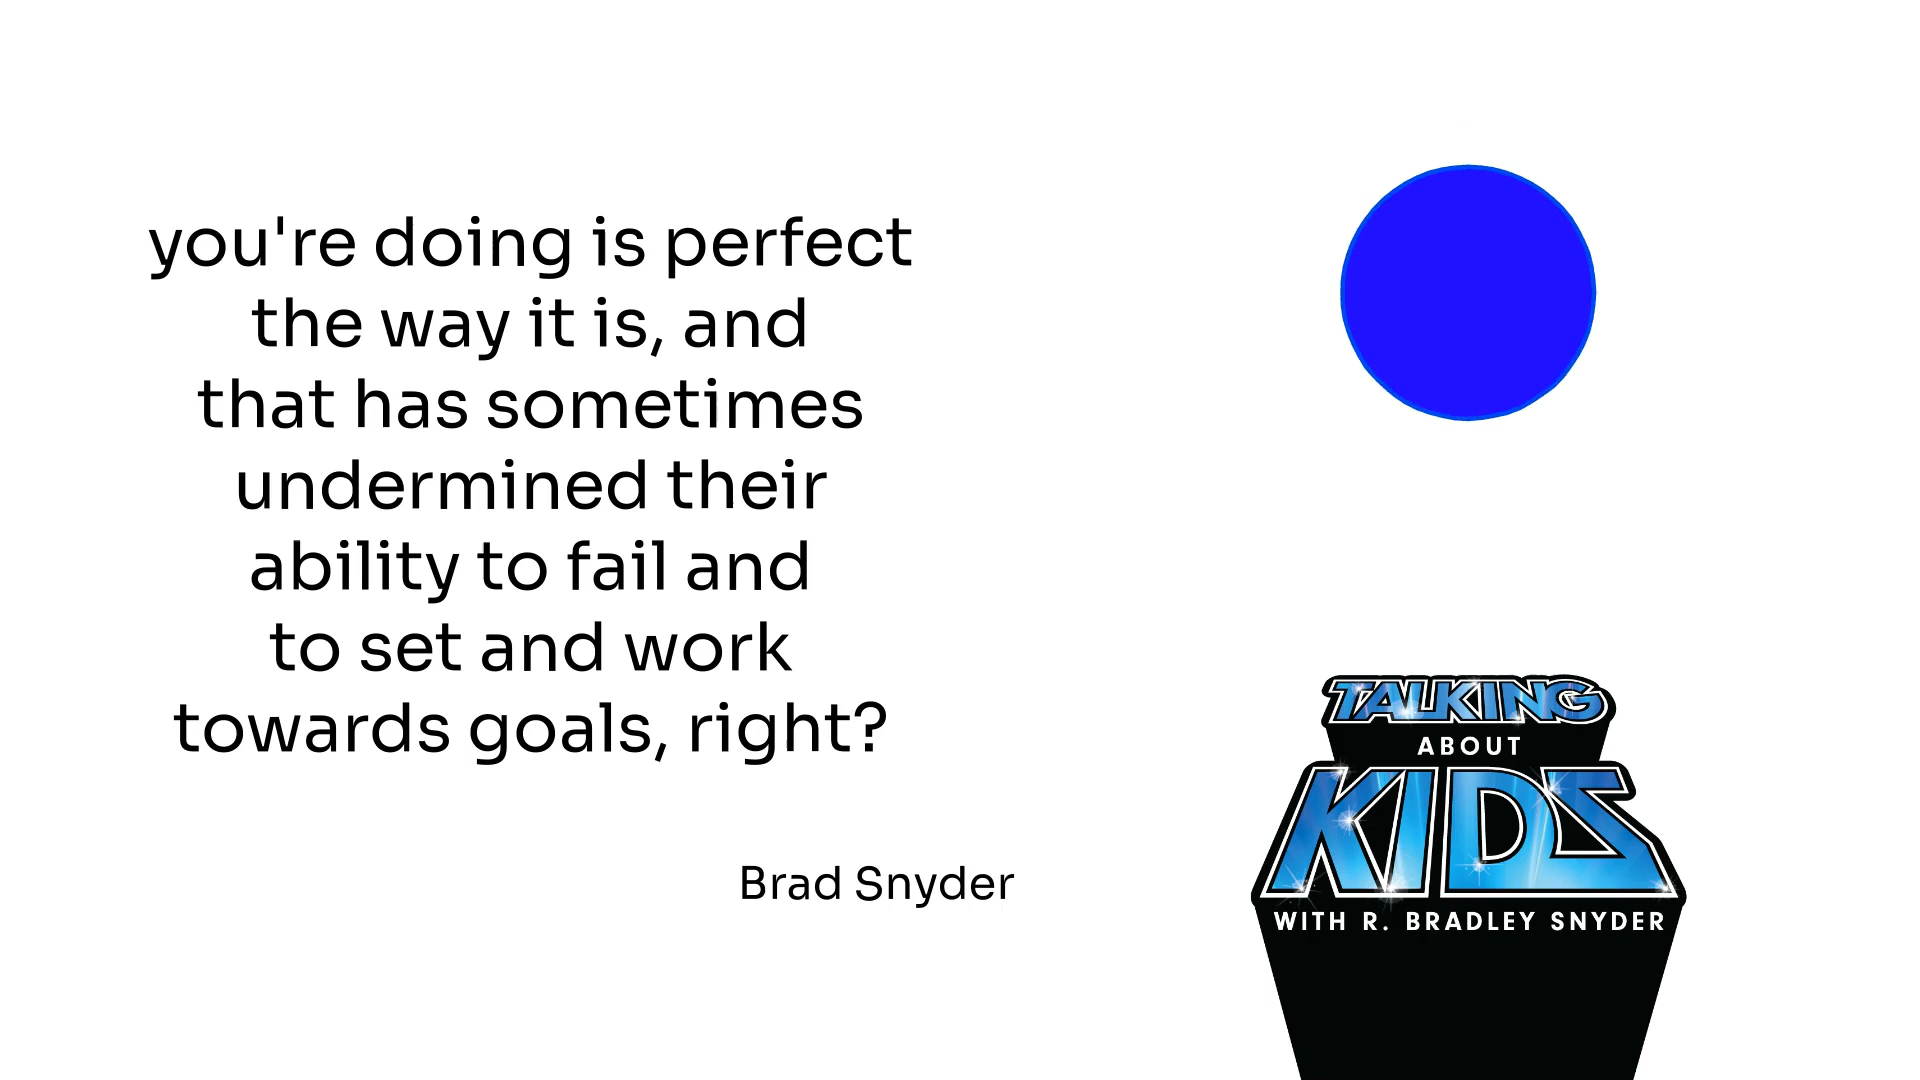 you're doing is perfect
the way it is, and
that has sometimes
undermined their
ability to fail and
to set and work
towards goals, right?
Brad Snyder
TALKING
ABOUT
KIDS
WITH R. BRADLEY SNYDER